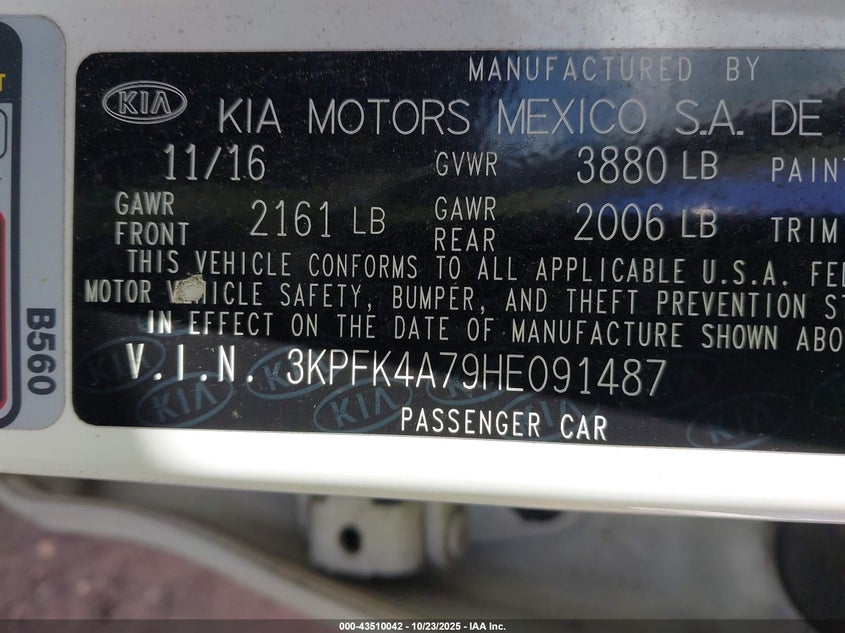 MANUFACTURED BY
KIA KIA MOTORS MEXICO S.A. DE
11/16 GVWR 3880 LB PAINT
GAWR FRONT 2161 LB GAWR REAR 2006 LB TRIM
THIS VEHICLE CONFORMS TO ALL APPLICABLE U.S.A. FE
MOTOR VEHICLE SAFETY, BUMPER, AND THEFT PREVENTION S
IN EFFECT ON THE DATE OF MANUFACTURE SHOWN ABO
V.I.N. 3KPFK4A79HE091487
PASSENGER CAR
B560
000-43510042 - 10/23/2025 - IAA Inc.